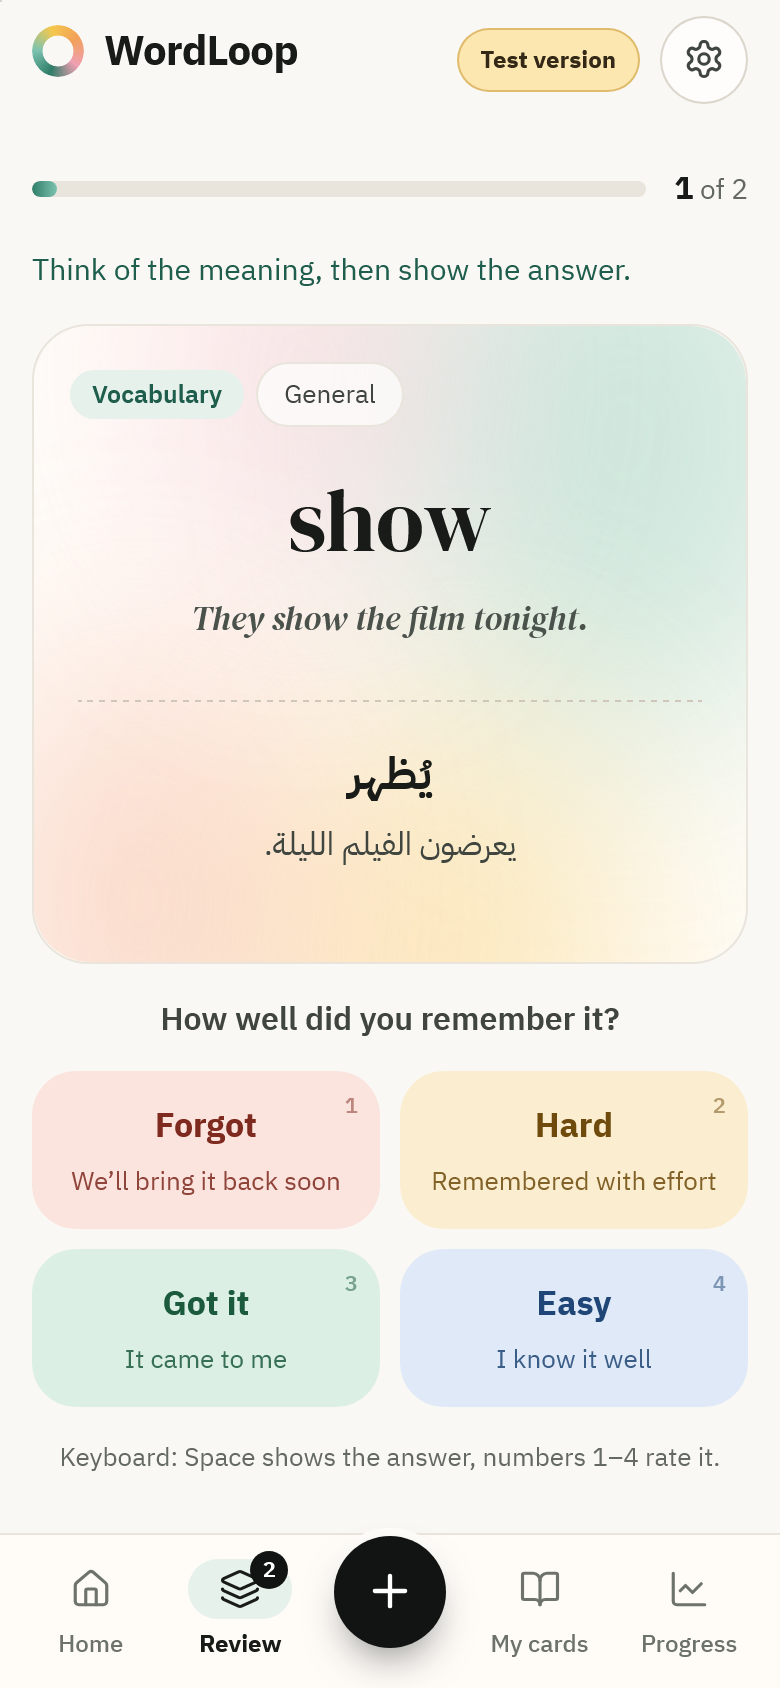 WordLoop
Test version
1 of 2
Think of the meaning, then show the answer.
Vocabulary
General
show
They show the film tonight.
يُظهر
يعرضون الفيلم الليلة.
How well did you remember it?
Forgot
1
We’ll bring it back soon
Hard
2
Remembered with effort
Got it
3
It came to me
Easy
4
I know it well
Keyboard: Space shows the answer, numbers 1–4 rate it.
Home
2
Review
My cards
Progress